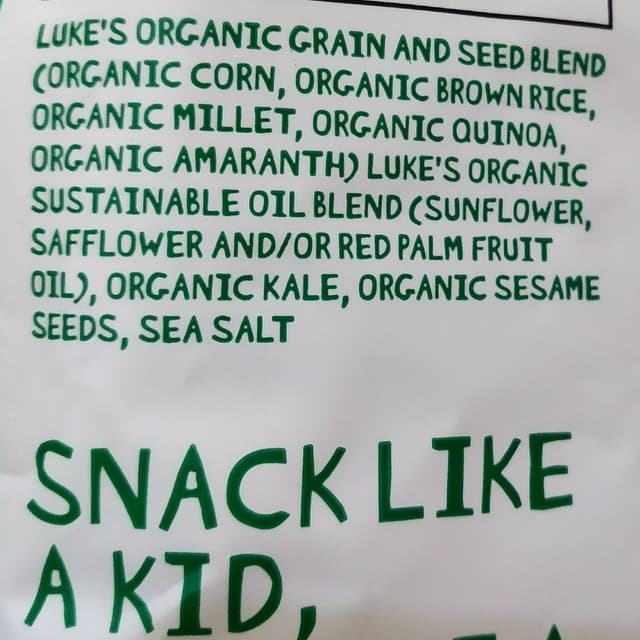 LUKE'S ORGANIC GRAIN AND SEED BLEND
(ORGANIC CORN, ORGANIC BROWN RICE,
ORGANIC MILLET, ORGANIC QUINOA,
ORGANIC AMARANTH) LUKE'S ORGANIC
SUSTAINABLE OIL BLEND (SUNFLOWER,
SAFFLOWER AND/OR RED PALM FRUIT
OIL), ORGANIC KALE, ORGANIC SESAME
SEEDS, SEA SALT
SNACK LIKE
A KID,